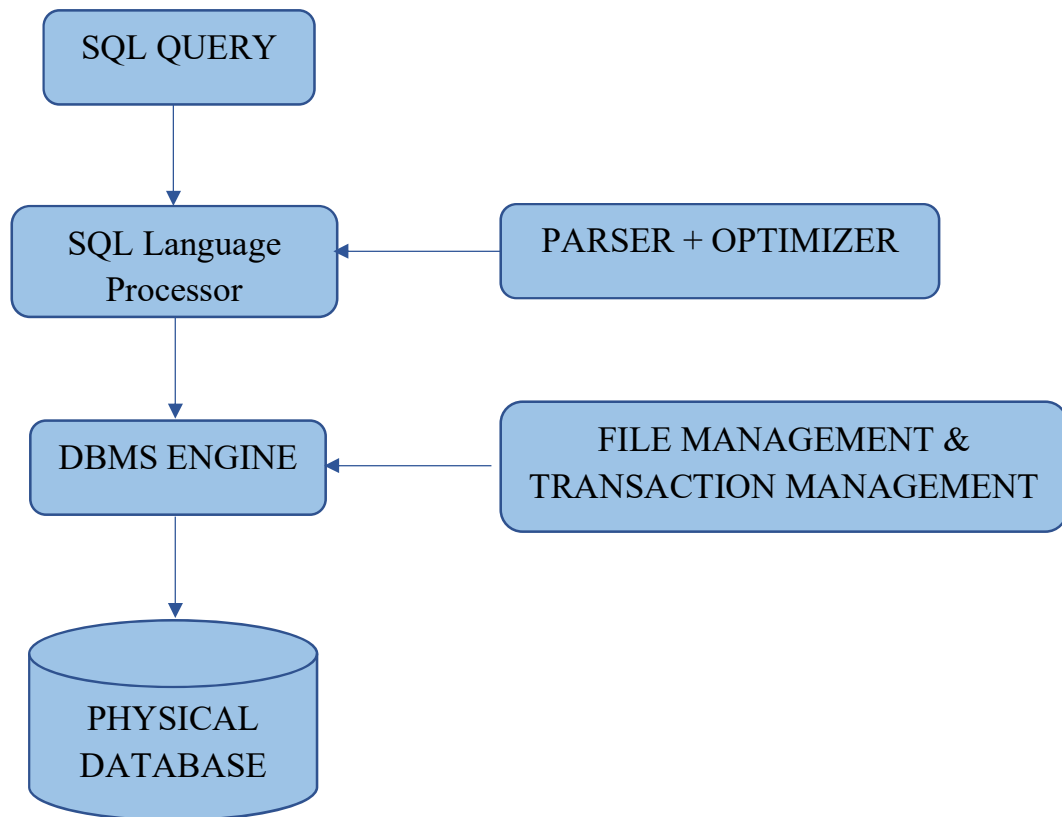 SQL QUERY
SQL Language
Processor
PARSER + OPTIMIZER
DBMS ENGINE
FILE MANAGEMENT &
TRANSACTION MANAGEMENT
PHYSICAL
DATABASE